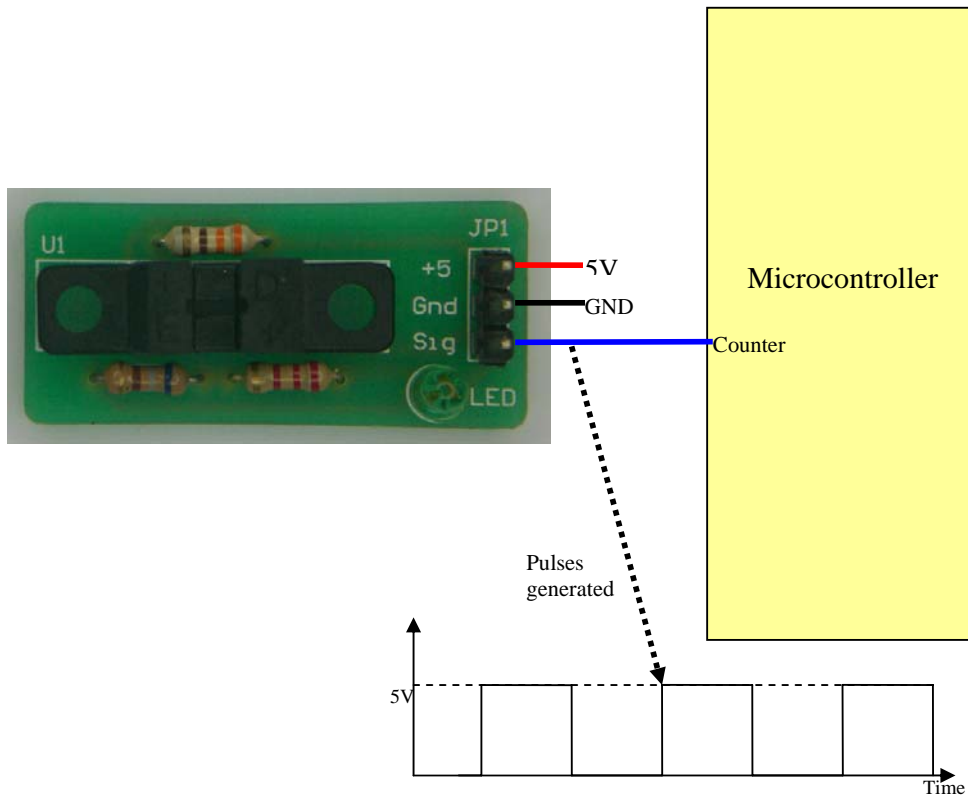 U1
JP1
+5
Gnd
Sig
LED
5V
GND
Microcontroller
Counter
Pulses
generated
5V
Time